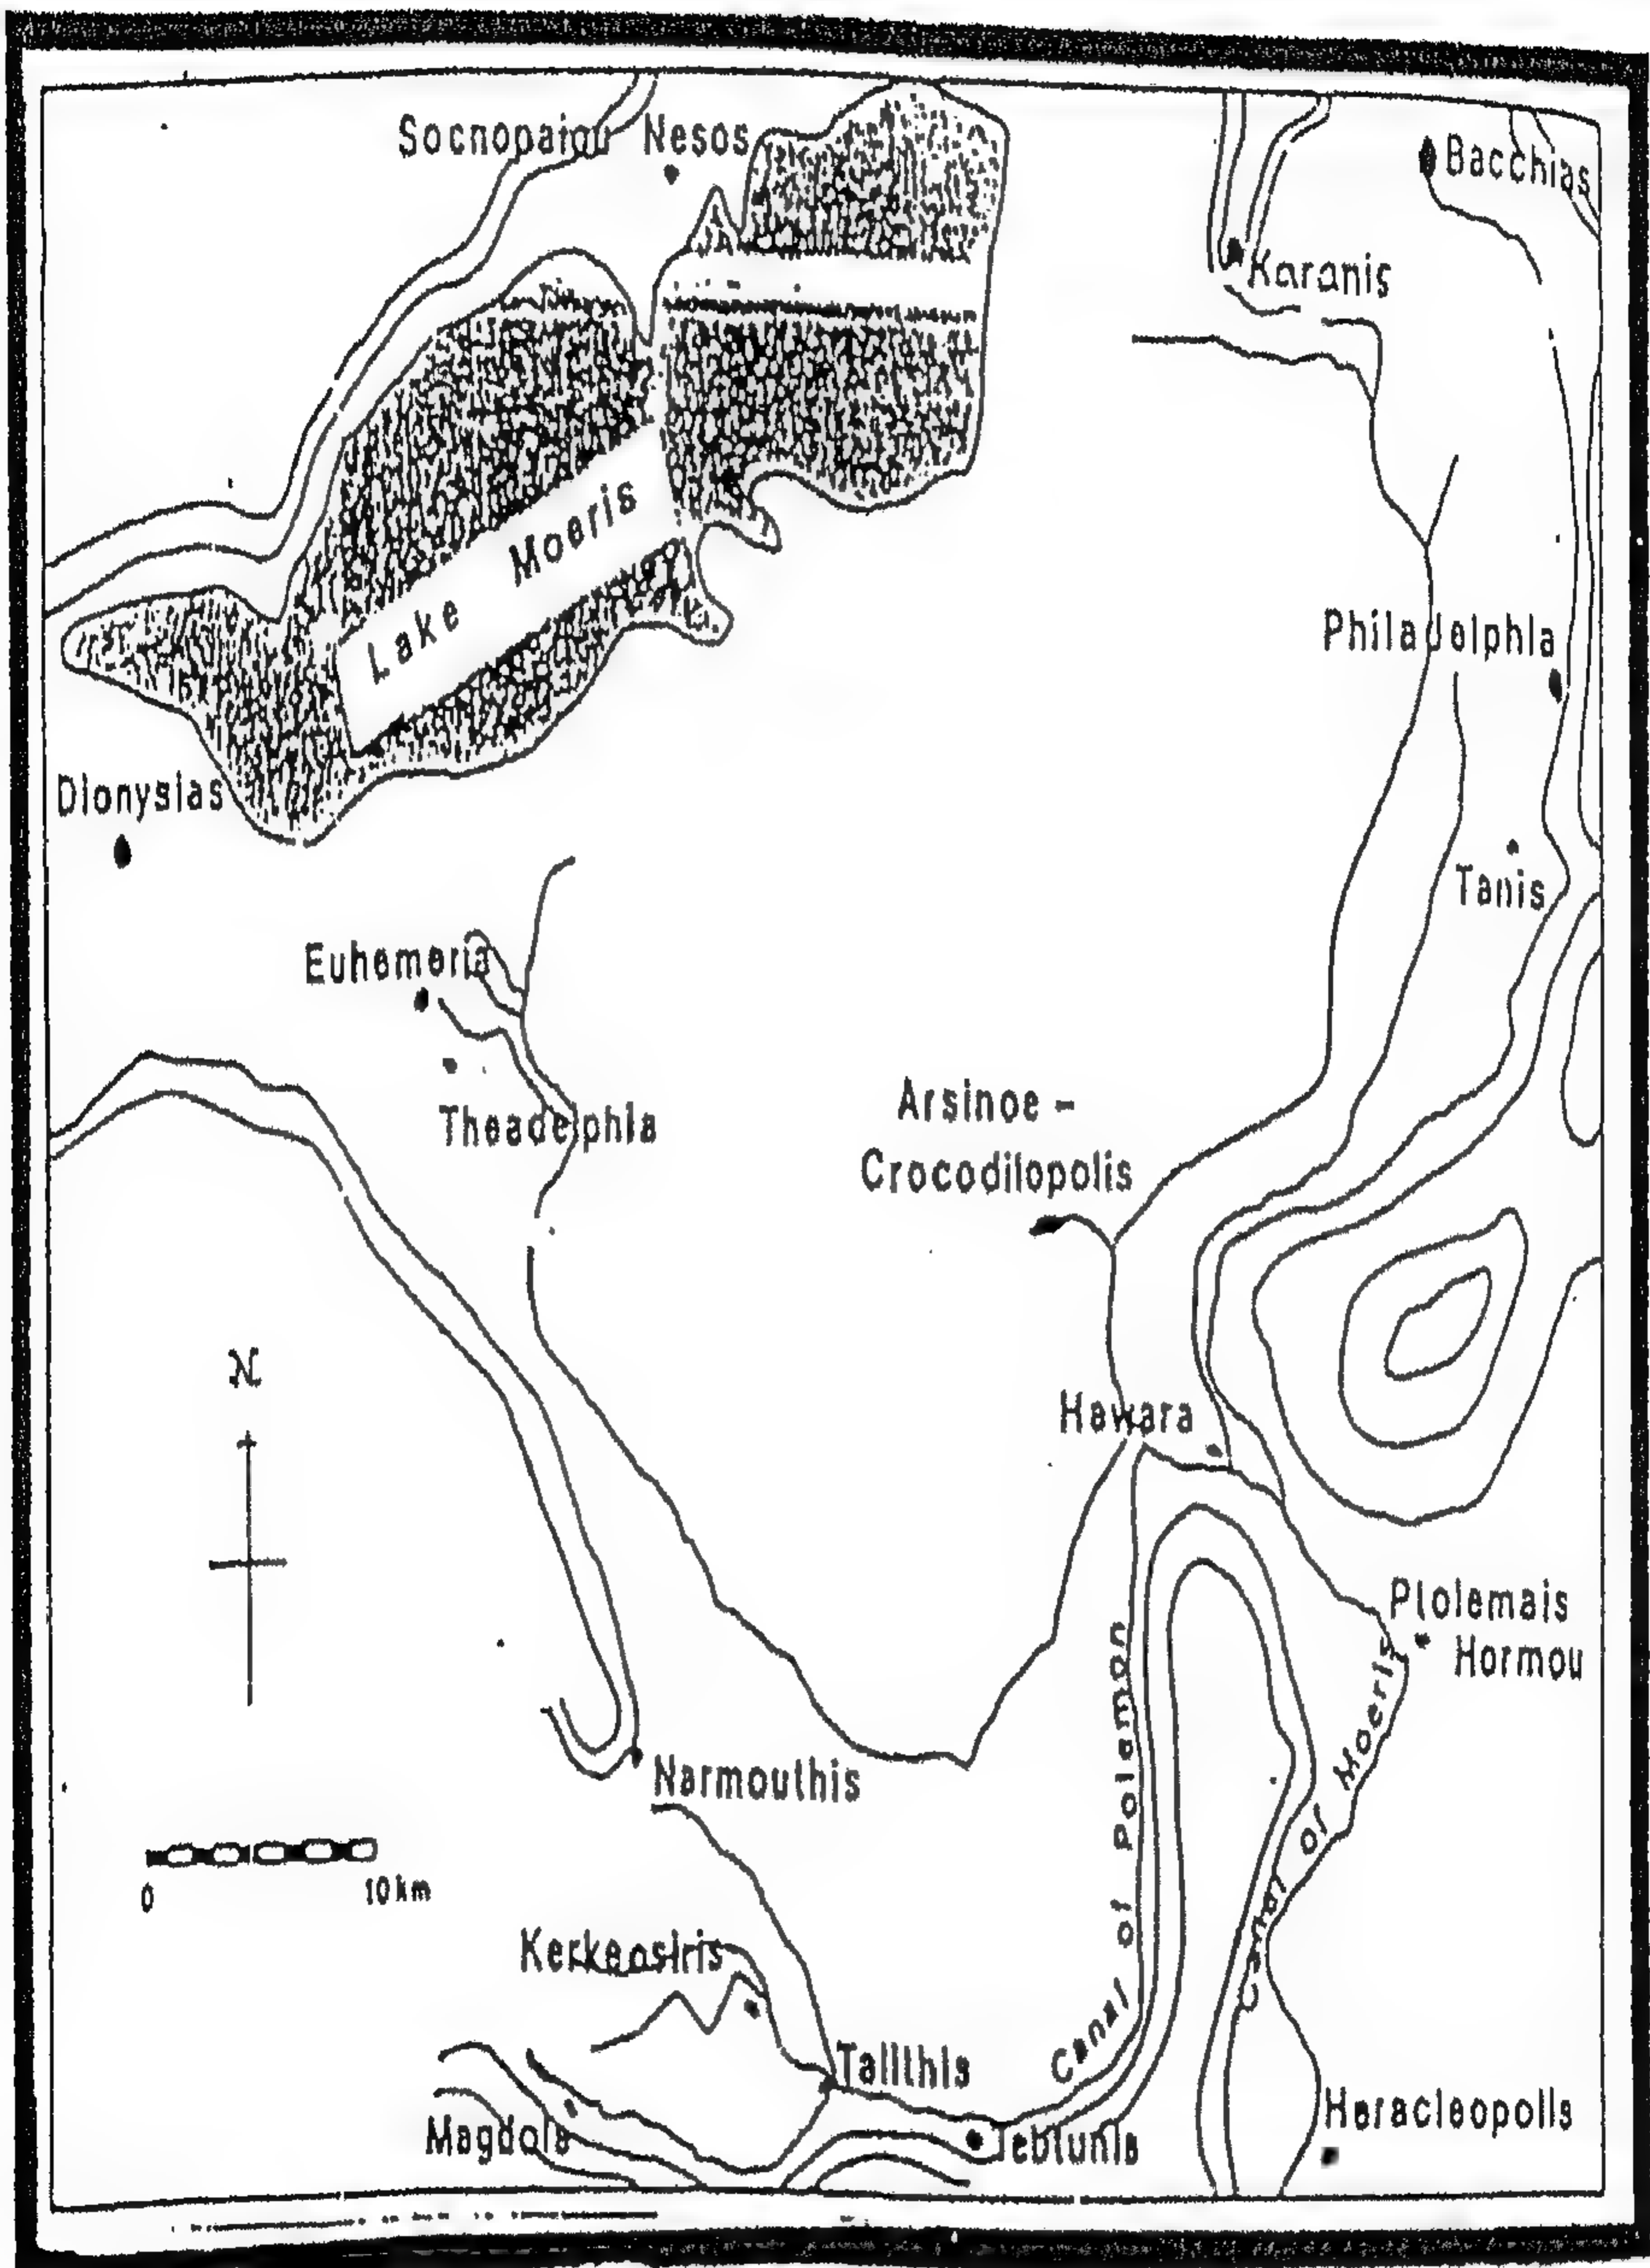 Socnopaiou Nesos
Bacchias
Karanis
Lake Moeris
Philadelphia
Dionysias
Tanis
Euhemeria
Theadelphia
Arsinoe -
Crocodilopolis
N
Hawara
Ptolemais
Hormou
Canal of Polemon
Canal of Moeris
Narmouthis
0 10 km
Kerkeosiris
Talithis
Magdola
Tebtunis
Heracleopolis